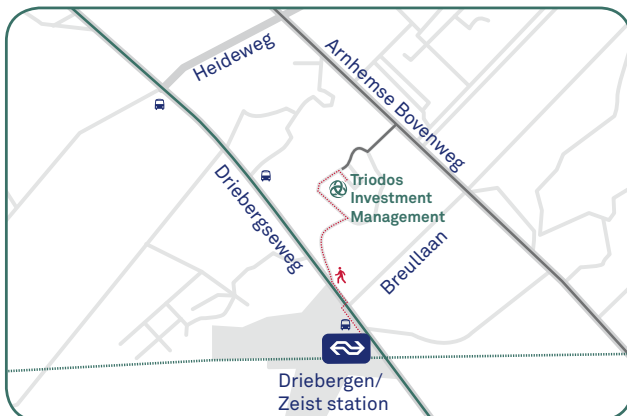 Heideweg
Arnhemse Bovenweg
Driebergseweg
Triodos
Investment
Management
Breullaan
Driebergen/
Zeist station